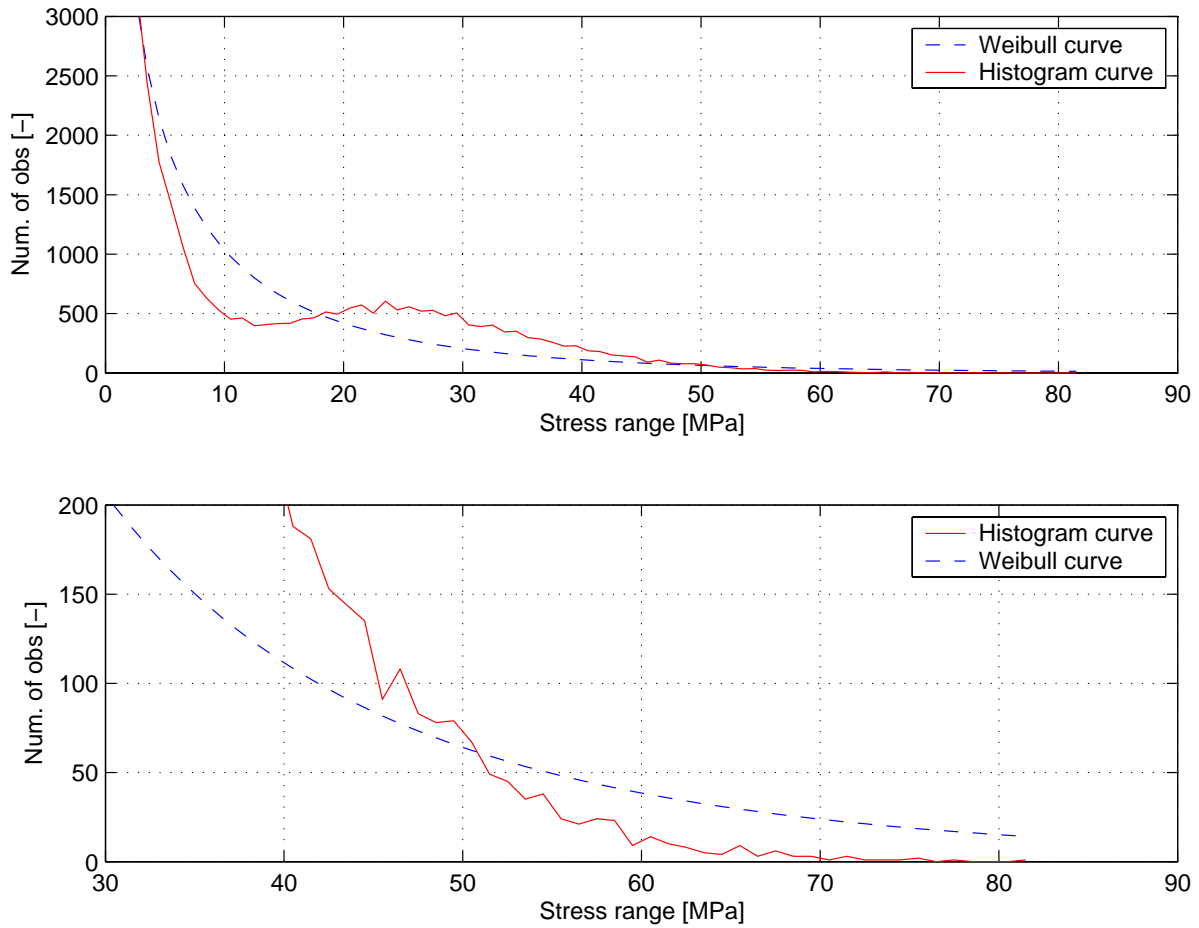 3000
2500
2000
1500
1000
500
0
Num. of obs [−]
Weibull curve
Histogram curve
0 10 20 30 40 50 60 70 80 90
Stress range [MPa]
200
150
100
50
0
Num. of obs [−]
Histogram curve
Weibull curve
30 40 50 60 70 80 90
Stress range [MPa]